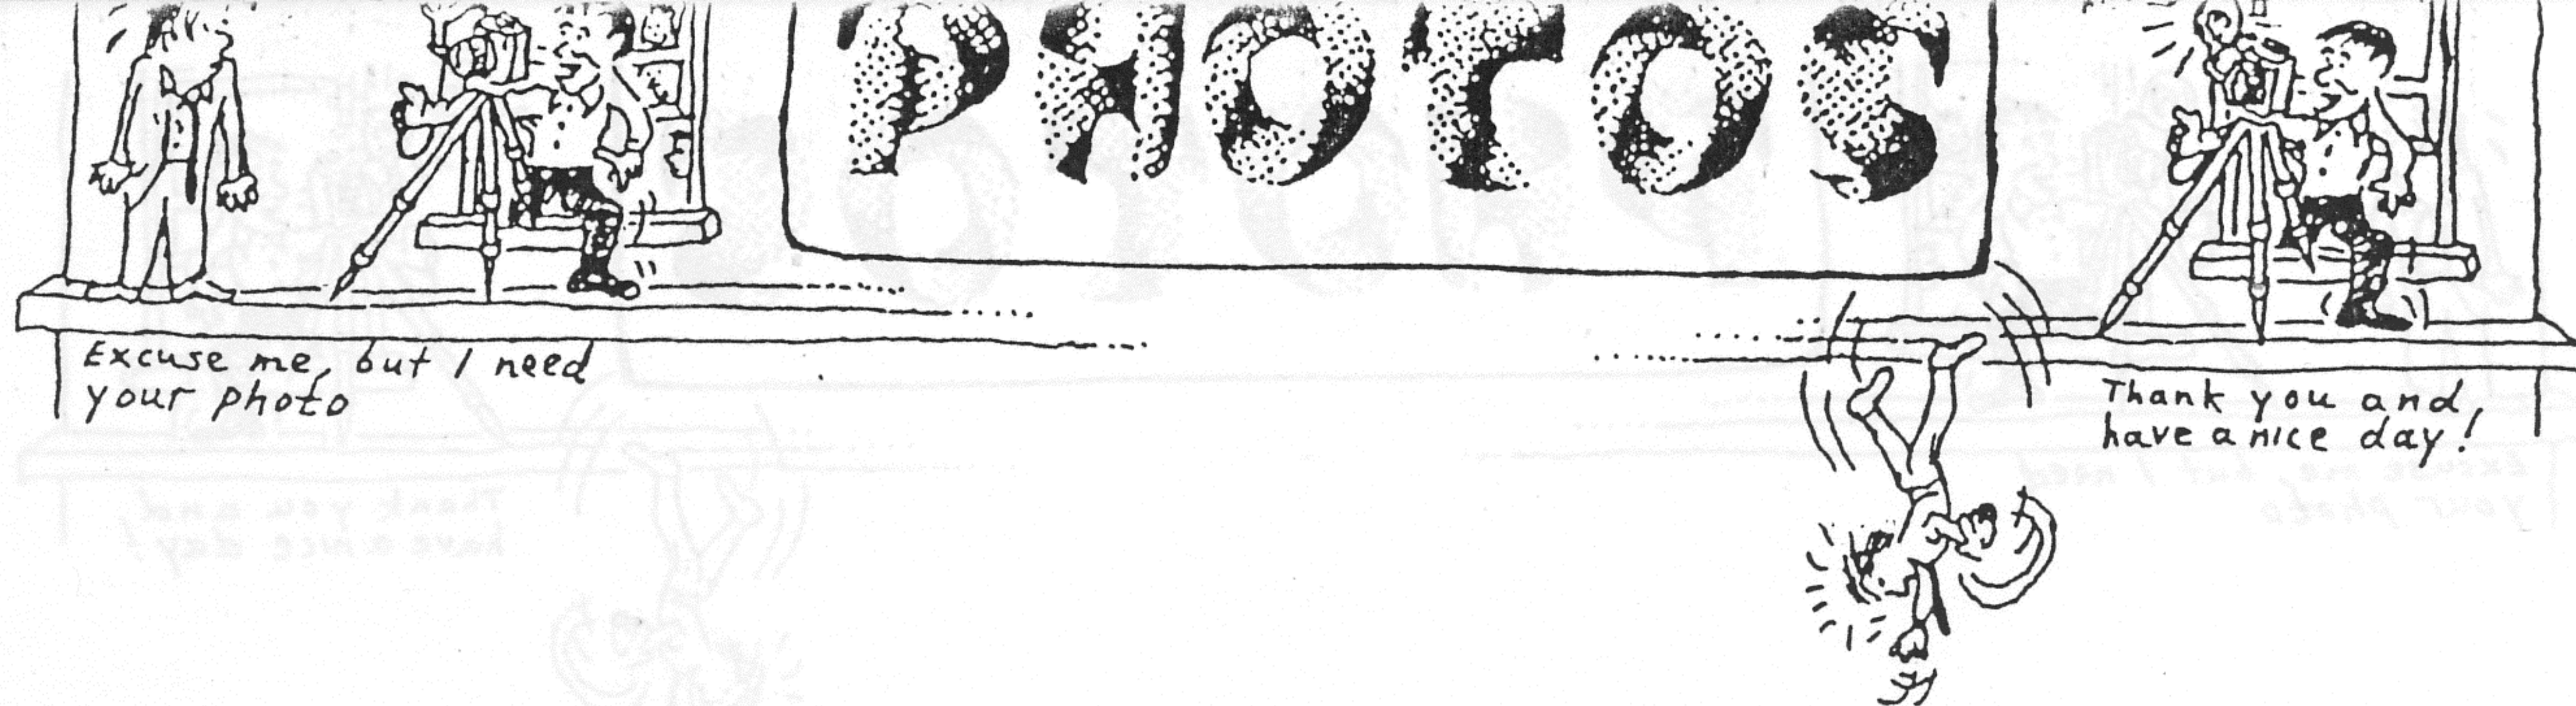 PHOTOS
Excuse me, but I need
your photo
Thank you and,
have a nice day!